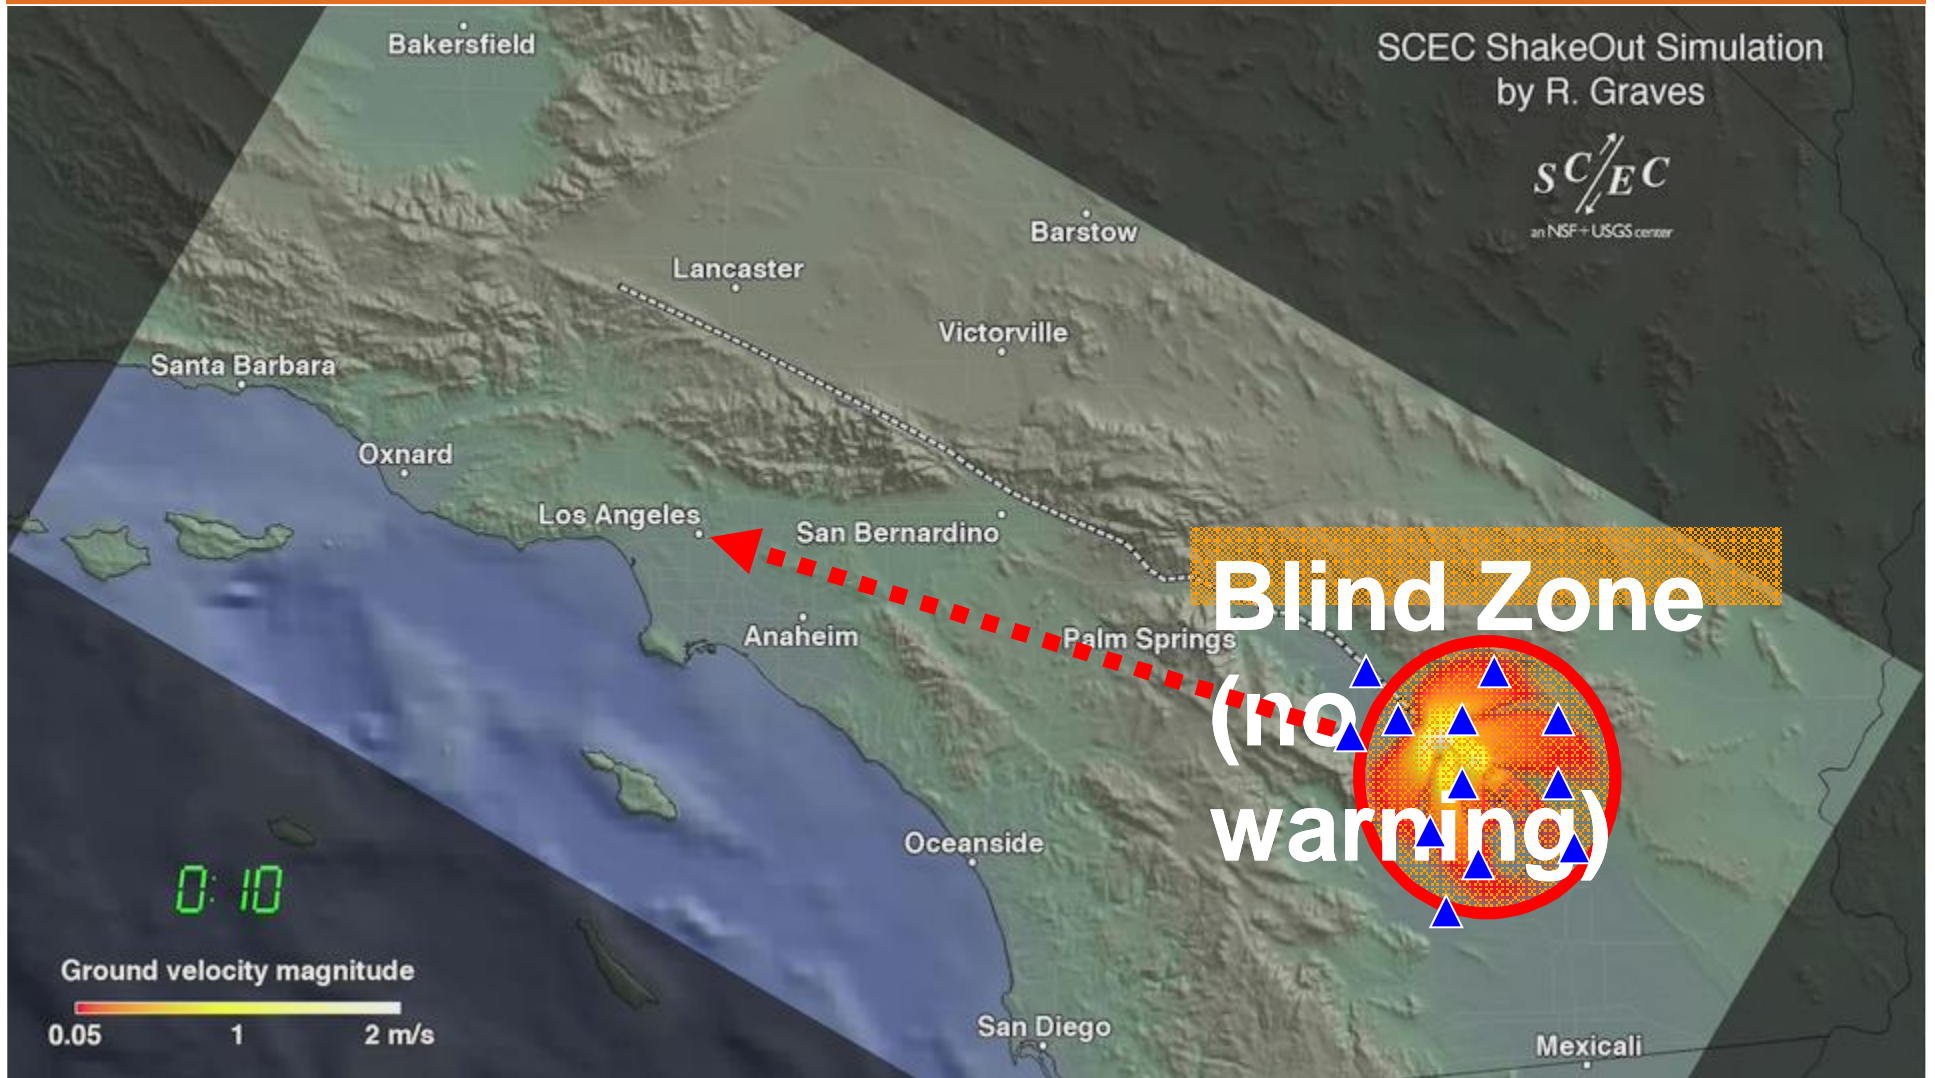 Bakersfield
SCEC ShakeOut Simulation
by R. Graves
S C E C
an NSF+USGS center
Barstow
Lancaster
Victorville
Santa Barbara
Oxnard
Los Angeles
San Bernardino
Blind Zone
Anaheim
Palm Springs
(no
warning)
Oceanside
0:10
Ground velocity magnitude
0.05 1 2 m/s
San Diego
Mexicali